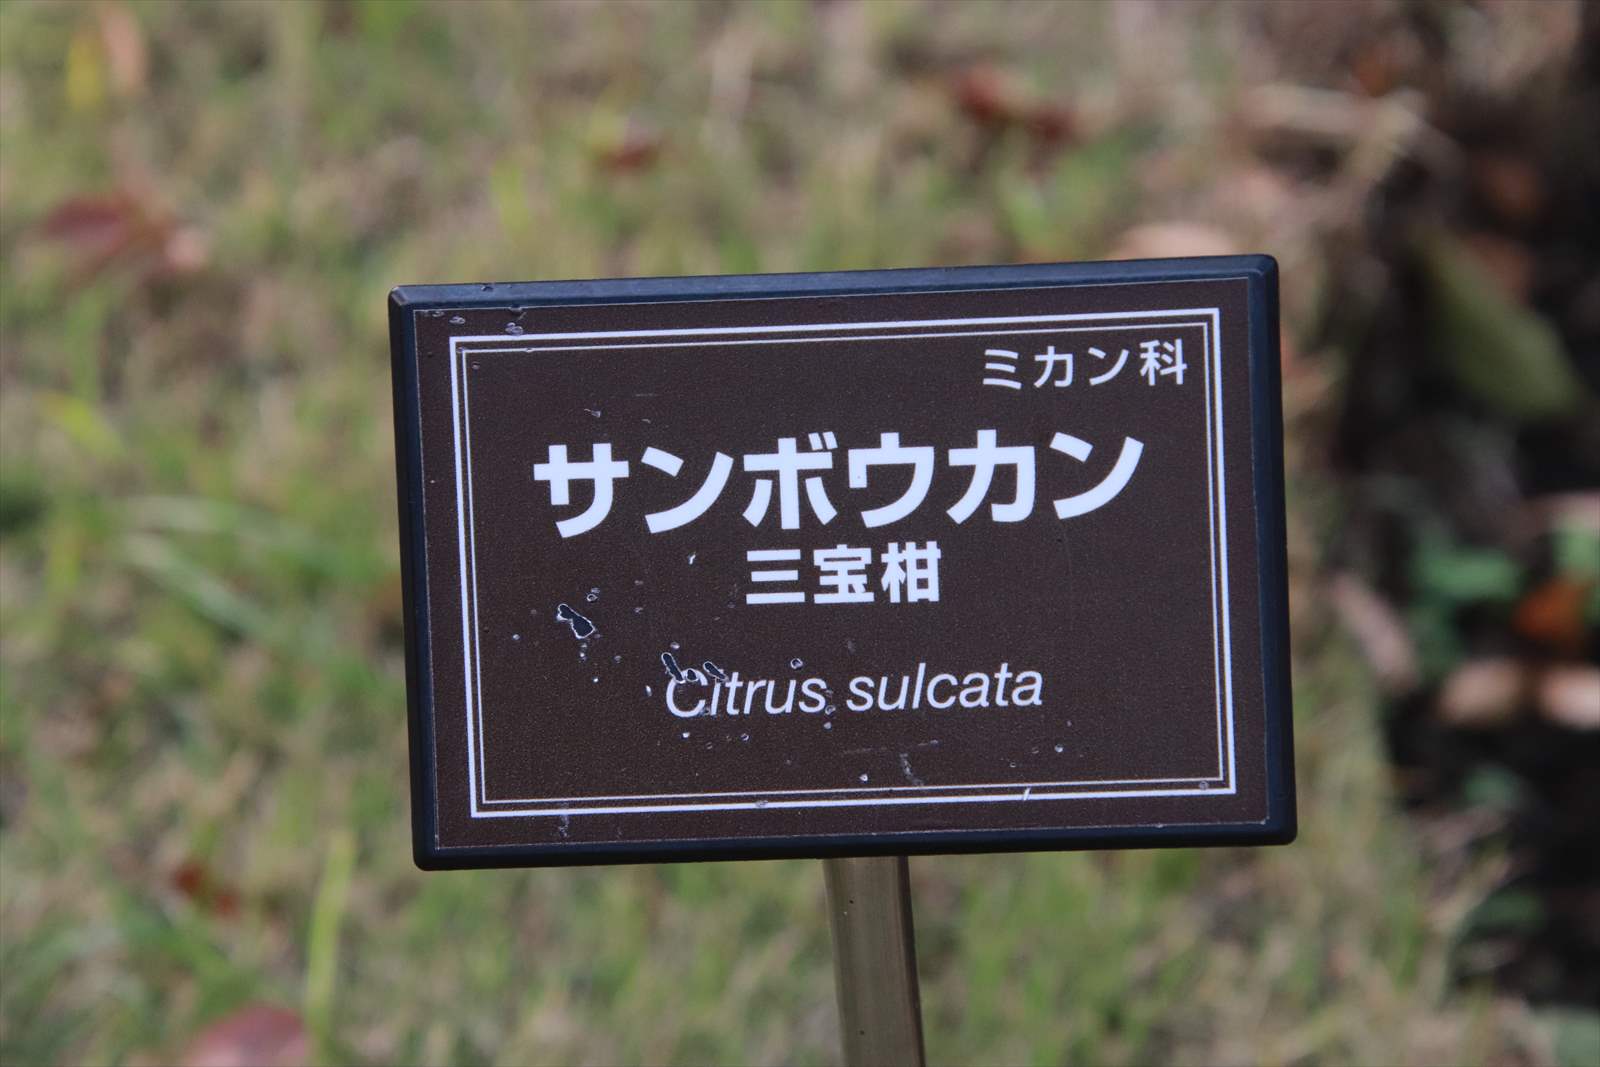 ミカン科
サンボウカン
三宝柑
Citrus sulcata